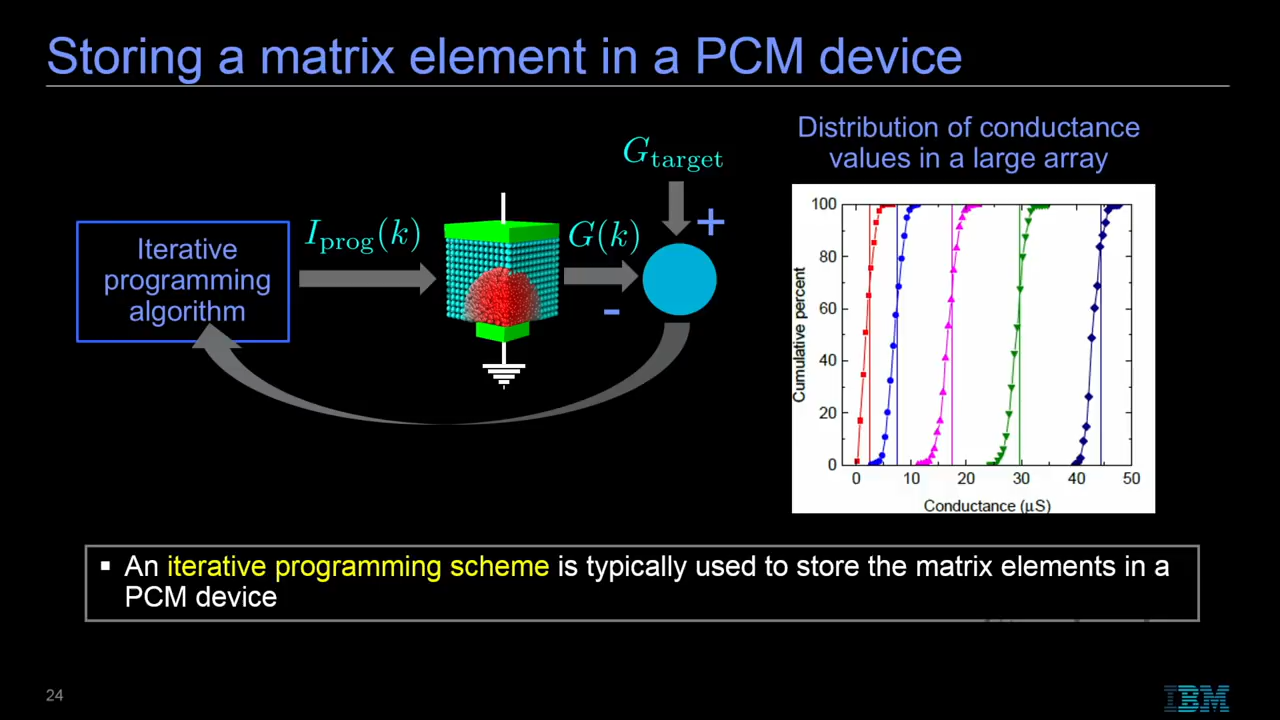 Storing a matrix element in a PCM device
Distribution of conductance
values in a large array
G_target
+
Iterative
programming
algorithm
I_prog(k)
G(k)
-
100
80
60
40
20
0
Cumulative percent
0 10 20 30 40 50
Conductance (μS)
▪ An iterative programming scheme is typically used to store the matrix elements in a
PCM device
24
IBM